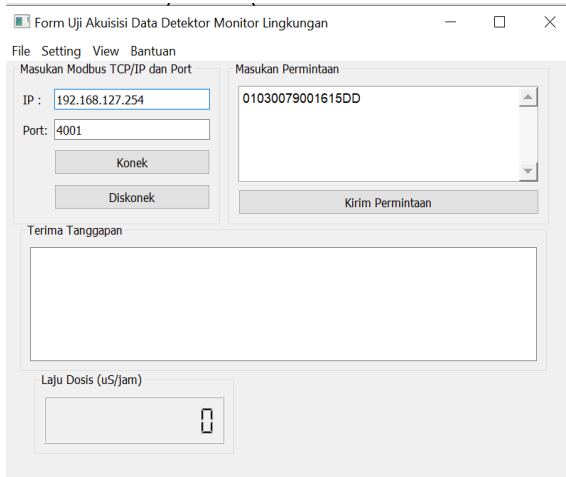 Form Uji Akuisisi Data Detektor Monitor Lingkungan
File Setting View Bantuan
Masukan Modbus TCP/IP dan Port
IP : 192.168.127.254
Port: 4001
Konek
Diskonek
Masukan Permintaan
01030079001615DD
Kirim Permintaan
Terima Tanggapan
Laju Dosis (uS/jam)
0